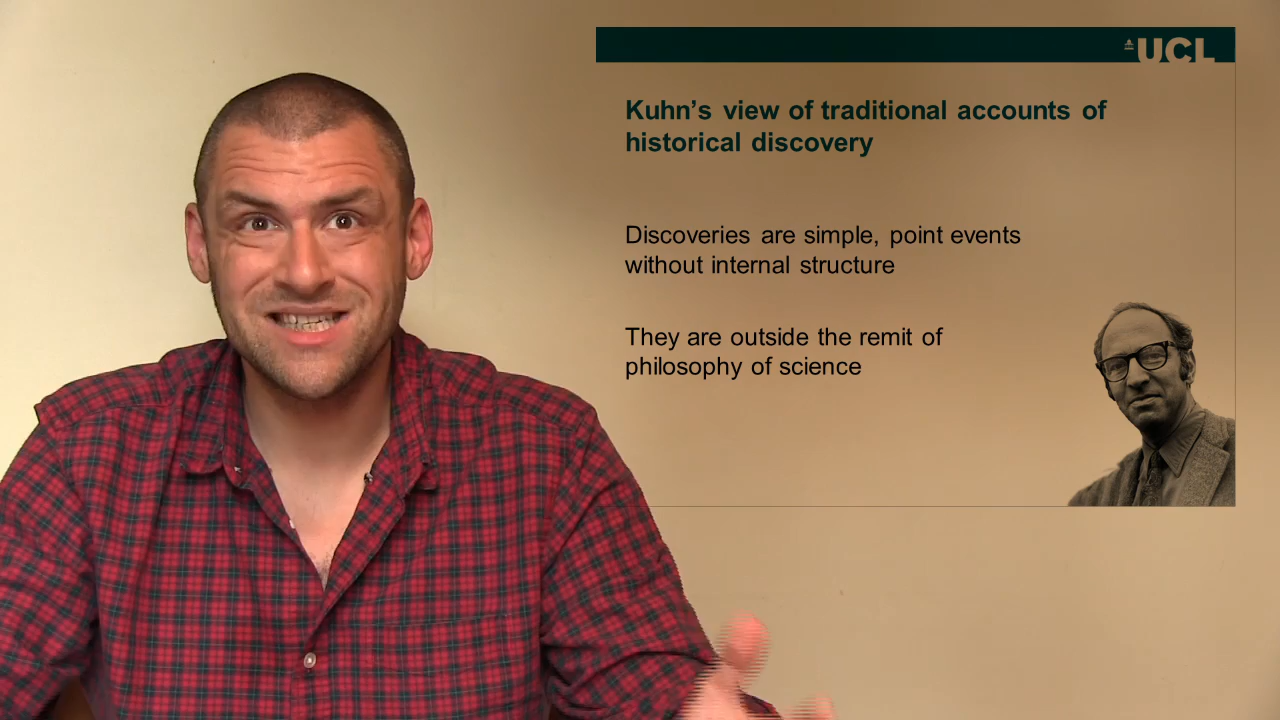 UCL
Kuhn’s view of traditional accounts of
historical discovery
Discoveries are simple, point events
without internal structure
They are outside the remit of
philosophy of science